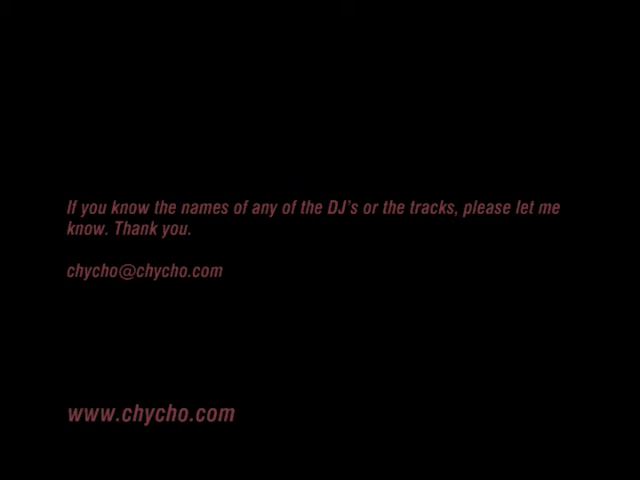 If you know the names of any of the DJ's or the tracks, please let me
know. Thank you.
chycho@chycho.com
www.chycho.com